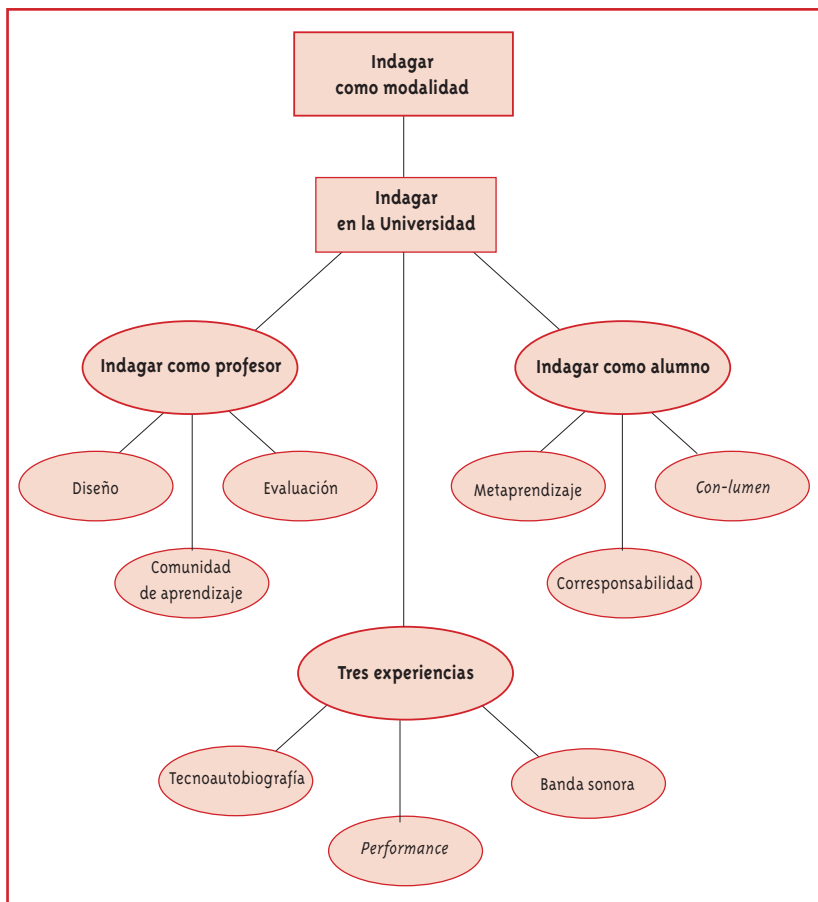 Indagar
como modalidad
Indagar
en la Universidad
Indagar como profesor
Indagar como alumno
Diseño
Evaluación
Metaprendizaje
Con-lumen
Comunidad
de aprendizaje
Corresponsabilidad
Tres experiencias
Tecnoautobiografía
Banda sonora
Performance